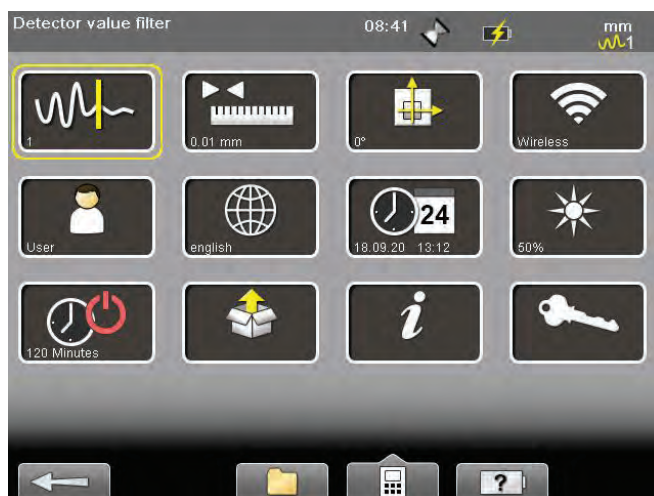 Detector value filter
08:41
mm
1
1
0.01 mm
0°
Wireless
User
english
24
18.09.20 13:12
50%
120 Minutes
i
?